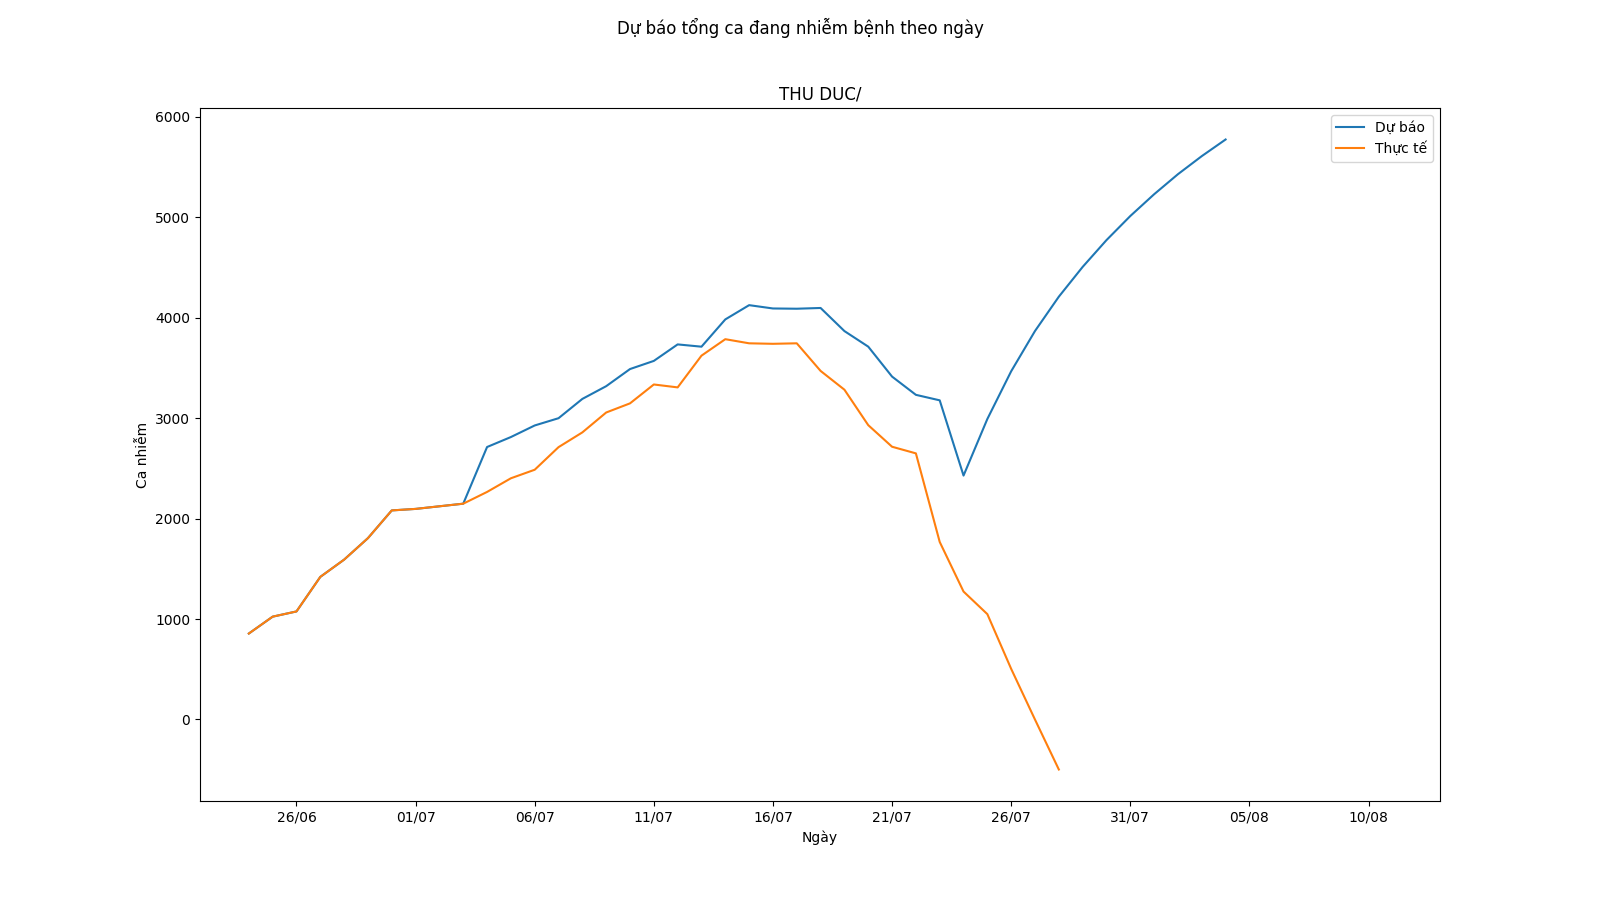 Dự báo tổng ca đang nhiễm bệnh theo ngày
THU DUC/
6000
5000
4000
3000
2000
1000
0
Ca nhiễm
Dự báo
Thực tế
26/06
01/07
06/07
11/07
16/07
21/07
26/07
31/07
05/08
10/08
Ngày